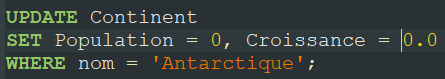 UPDATE Continent
SET Population = 0, Croissance = 0.0
WHERE nom = 'Antarctique';